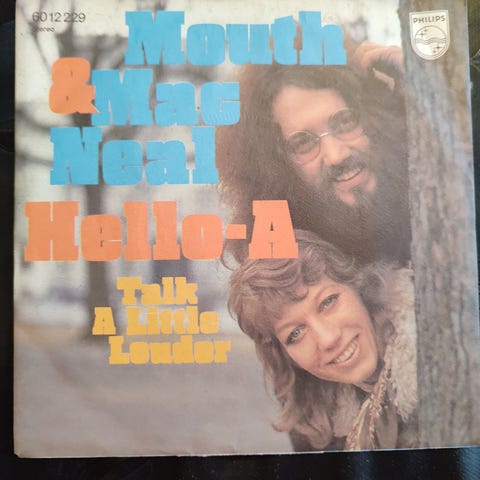 6012 229
stereo
PHILIPS
Mouth
& Mac
Neal
Hello-A
Talk
A Little
Louder